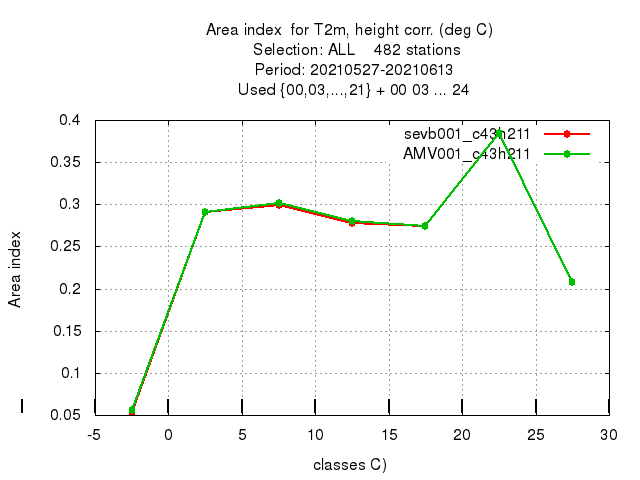 Area index  for T2m, height corr. (deg C)
Selection: ALL    482 stations
Period: 20210527-20210613
Used {00,03,...,21} + 00 03 ... 24
sevb001_c43h211
AMV001_c43h211
0.4
0.35
0.3
0.25
0.2
0.15
0.1
0.05
-5 0 5 10 15 20 25 30
Area index
classes C)